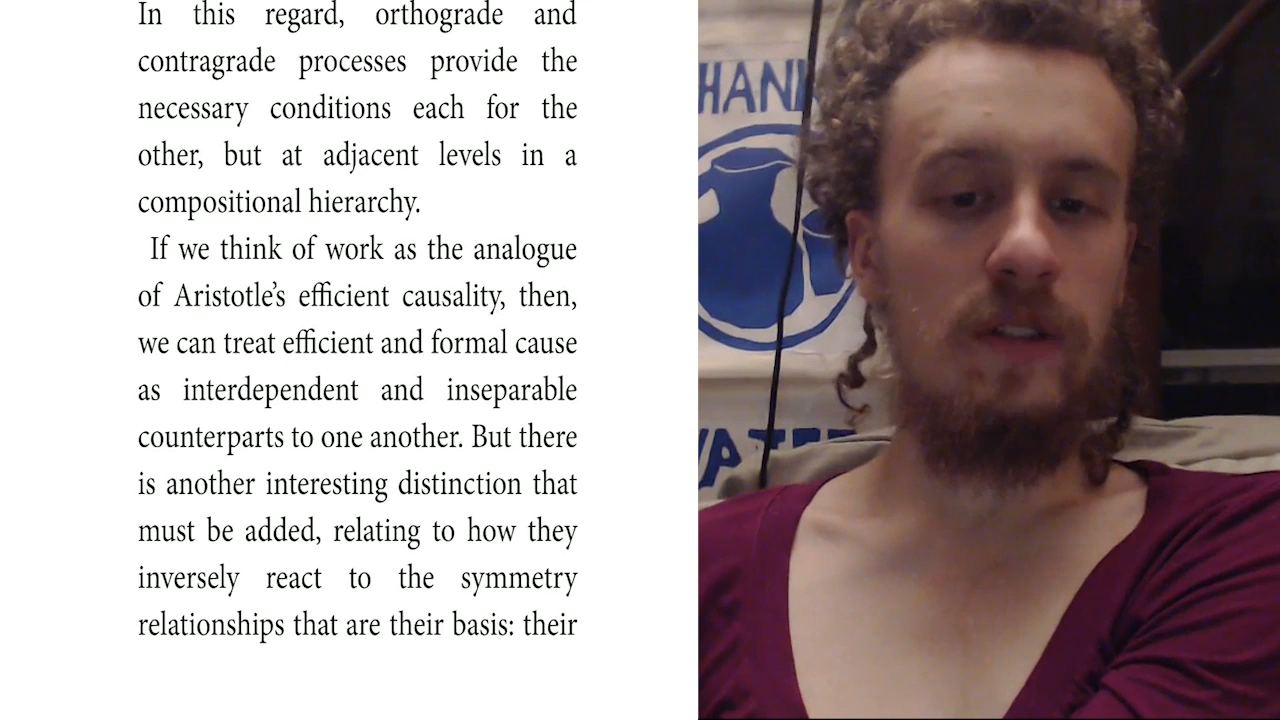 In this regard, orthograde and
contragrade processes provide the
necessary conditions each for the
other, but at adjacent levels in a
compositional hierarchy.
If we think of work as the analogue
of Aristotle’s efficient causality, then,
we can treat efficient and formal cause
as interdependent and inseparable
counterparts to one another. But there
is another interesting distinction that
must be added, relating to how they
inversely react to the symmetry
relationships that are their basis: their
HAN